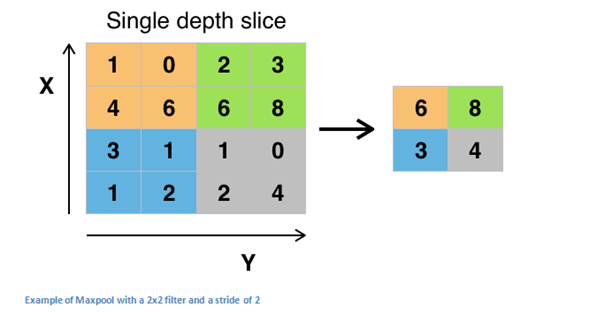 Single depth slice
X
1 0 2 3
4 6 6 8
3 1 1 0
1 2 2 4
6 8
3 4
Y
Example of Maxpool with a 2x2 filter and a stride of 2